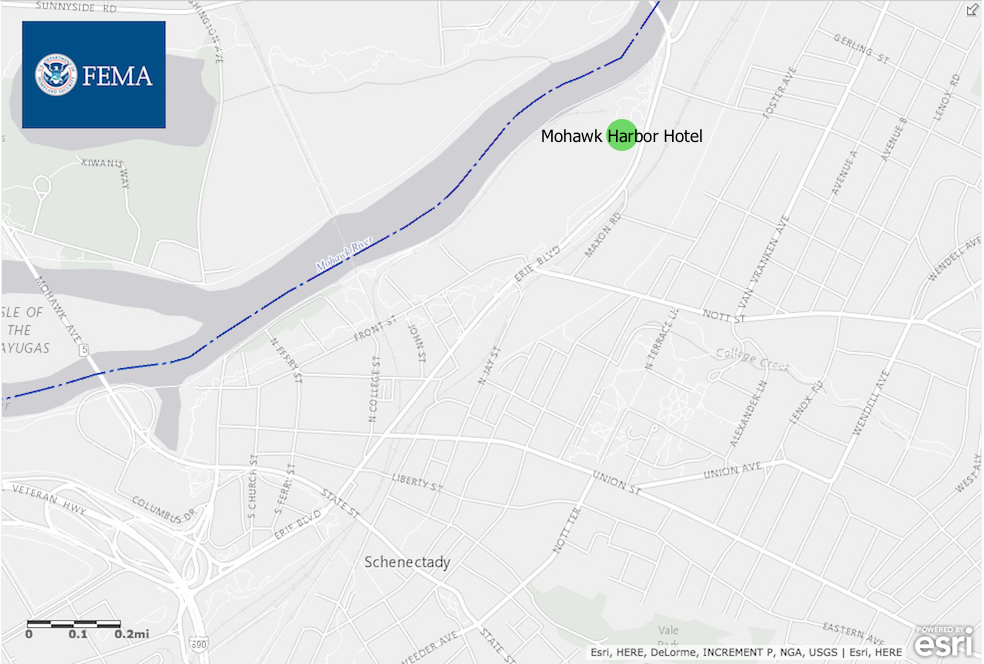 SUNNYSIDE RD
FEMA
KIWANIS WAY
GERLING ST
FOSTER AVE
LENOX RD
AVENUE B
AVENUE A
Mohawk Harbor Hotel
MAXON RD
ERIE BLVD
N VAN VRANKEN AVE
WENDELL AVE
Mohawk River
MOHAWK AVE
THE
5
FRONT ST
JOHN ST
NOTT ST
N FERRY ST
N COLLEGE ST
N JAY ST
N TERRACE LN
College Creek
ALEXANDER LN
LENOX RD
WENDELL AVE
WEST ALY
S CHURCH ST
S FERRY ST
LIBERTY ST
UNION ST
UNION AVE
VETERAN HWY
COLUMBUS DR
STATE ST
ERIE BLVD
NOTT TER
Schenectady
0 0.1 0.2mi
890
STATE ST
Vale
EASTERN AVE
POWERED BY
esri
Esri, HERE, DeLorme, INCREMENT P, NGA, USGS | Esri, HERE